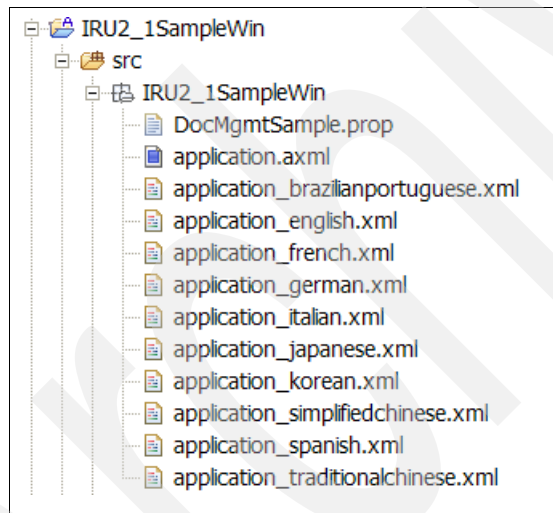 IRU2_1SampleWin
src
IRU2_1SampleWin
DocMgmtSample.prop
application.axml
application_brazilianportuguese.xml
application_english.xml
application_french.xml
application_german.xml
application_italian.xml
application_japanese.xml
application_korean.xml
application_simplifiedchinese.xml
application_spanish.xml
application_traditionalchinese.xml